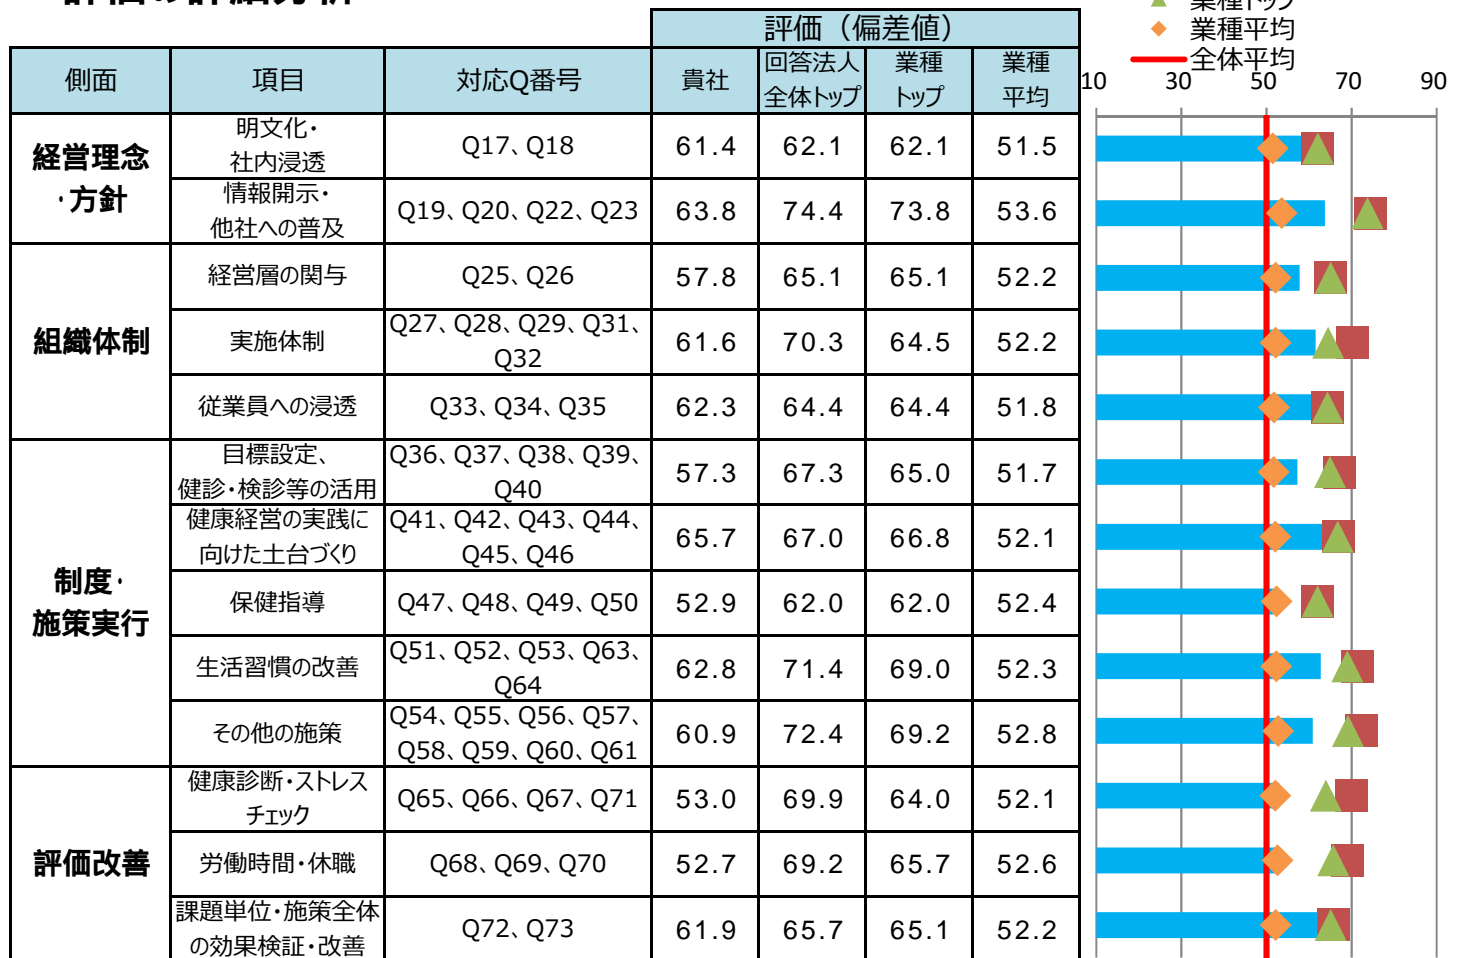 評価の詳細分析
業種トップ
業種平均
全体平均
評価（偏差値）
側面 項目 対応Q番号 貴社 回答法人 業種 業種
全体トップ トップ 平均
10 30 50 70 90
経営理念
・方針
明文化・
社内浸透
Q17、Q18 61.4 62.1 62.1 51.5
情報開示・
他社への普及
Q19、Q20、Q22、Q23 63.8 74.4 73.8 53.6
組織体制
経営層の関与 Q25、Q26 57.8 65.1 65.1 52.2
実施体制
Q27、Q28、Q29、Q31、
Q32
61.6 70.3 64.5 52.2
従業員への浸透 Q33、Q34、Q35 62.3 64.4 64.4 51.8
制度・
施策実行
目標設定、
健診・検診等の活用
Q36、Q37、Q38、Q39、
Q40
57.3 67.3 65.0 51.7
健康経営の実践に
向けた土台づくり
Q41、Q42、Q43、Q44、
Q45、Q46
65.7 67.0 66.8 52.1
保健指導 Q47、Q48、Q49、Q50 52.9 62.0 62.0 52.4
生活習慣の改善
Q51、Q52、Q53、Q63、
Q64
62.8 71.4 69.0 52.3
その他の施策
Q54、Q55、Q56、Q57、
Q58、Q59、Q60、Q61
60.9 72.4 69.2 52.8
評価改善
健康診断・ストレス
チェック
Q65、Q66、Q67、Q71 53.0 69.9 64.0 52.1
労働時間・休職 Q68、Q69、Q70 52.7 69.2 65.7 52.6
課題単位・施策全体
の効果検証・改善
Q72、Q73 61.9 65.7 65.1 52.2